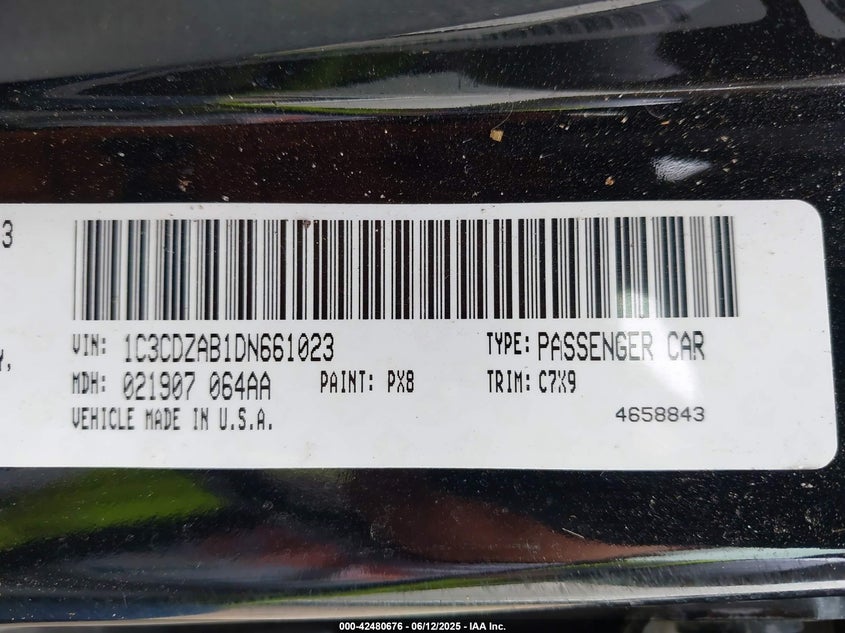 3
VIN: 1C3CDZAB1DN661023
TYPE: PASSENGER CAR
Y,
MDH: 021907 064AA
PAINT: PX8
TRIM: C7X9
VEHICLE MADE IN U.S.A.
4658843
000-42480676 - 06/12/2025 - IAA Inc.